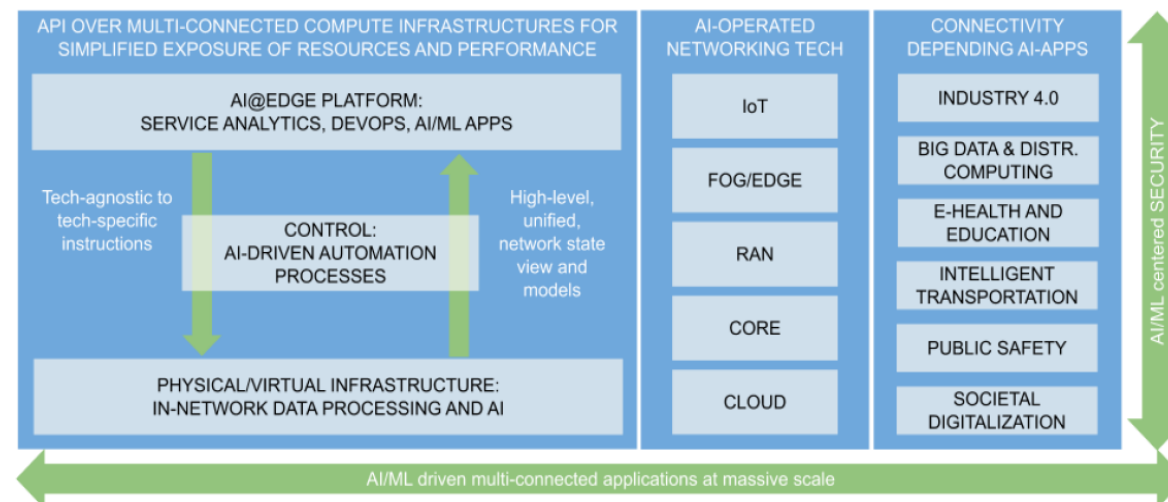 API OVER MULTI-CONNECTED COMPUTE INFRASTRUCTURES FOR
SIMPLIFIED EXPOSURE OF RESOURCES AND PERFORMANCE
AI@EDGE PLATFORM:
SERVICE ANALYTICS, DEVOPS, AI/ML APPS
Tech-agnostic to
tech-specific
instructions
CONTROL:
AI-DRIVEN AUTOMATION
PROCESSES
High-level,
unified,
network state
view and
models
PHYSICAL/VIRTUAL INFRASTRUCTURE:
IN-NETWORK DATA PROCESSING AND AI
AI-OPERATED
NETWORKING TECH
IoT
FOG/EDGE
RAN
CORE
CLOUD
CONNECTIVITY
DEPENDING AI-APPS
INDUSTRY 4.0
BIG DATA & DISTR.
COMPUTING
E-HEALTH AND
EDUCATION
INTELLIGENT
TRANSPORTATION
PUBLIC SAFETY
SOCIETAL
DIGITALIZATION
AI/ML centered SECURITY
AI/ML driven multi-connected applications at massive scale